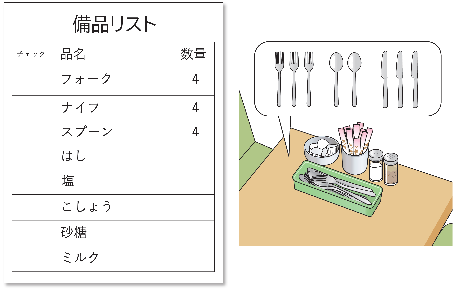 備品リスト
チェック 品名 数量
フォーク 4
ナイフ 4
スプーン 4
はし
塩
こしょう
砂糖
ミルク